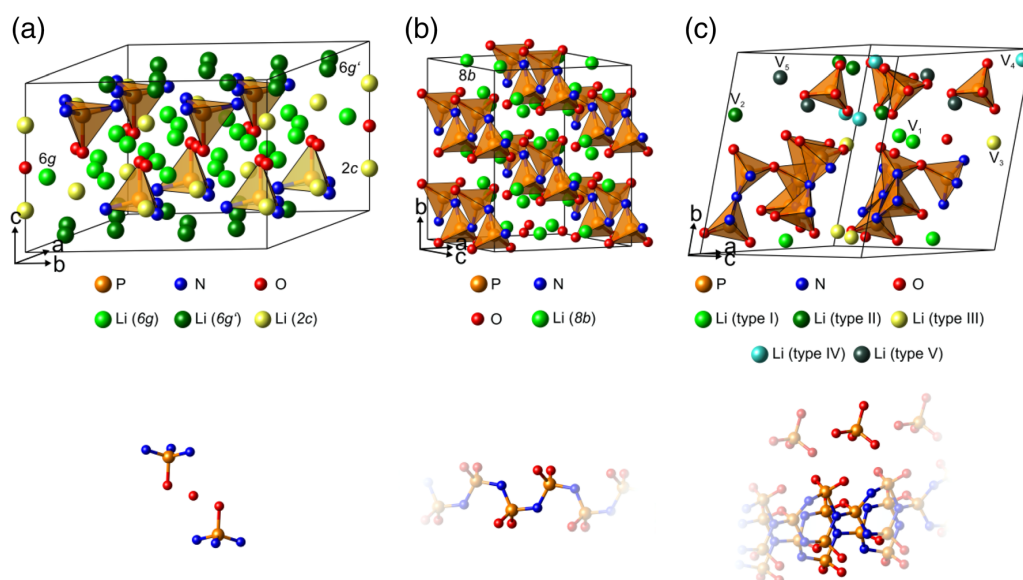 (a)
(b)
(c)
6g‘
6g
2c
c
a
b
8b
b
a
c
V5
V4
V2
V1
V3
b
a
c
P N O
Li (6g) Li (6g‘) Li (2c)
P N
O Li (8b)
P N O
Li (type I) Li (type II) Li (type III)
Li (type IV) Li (type V)